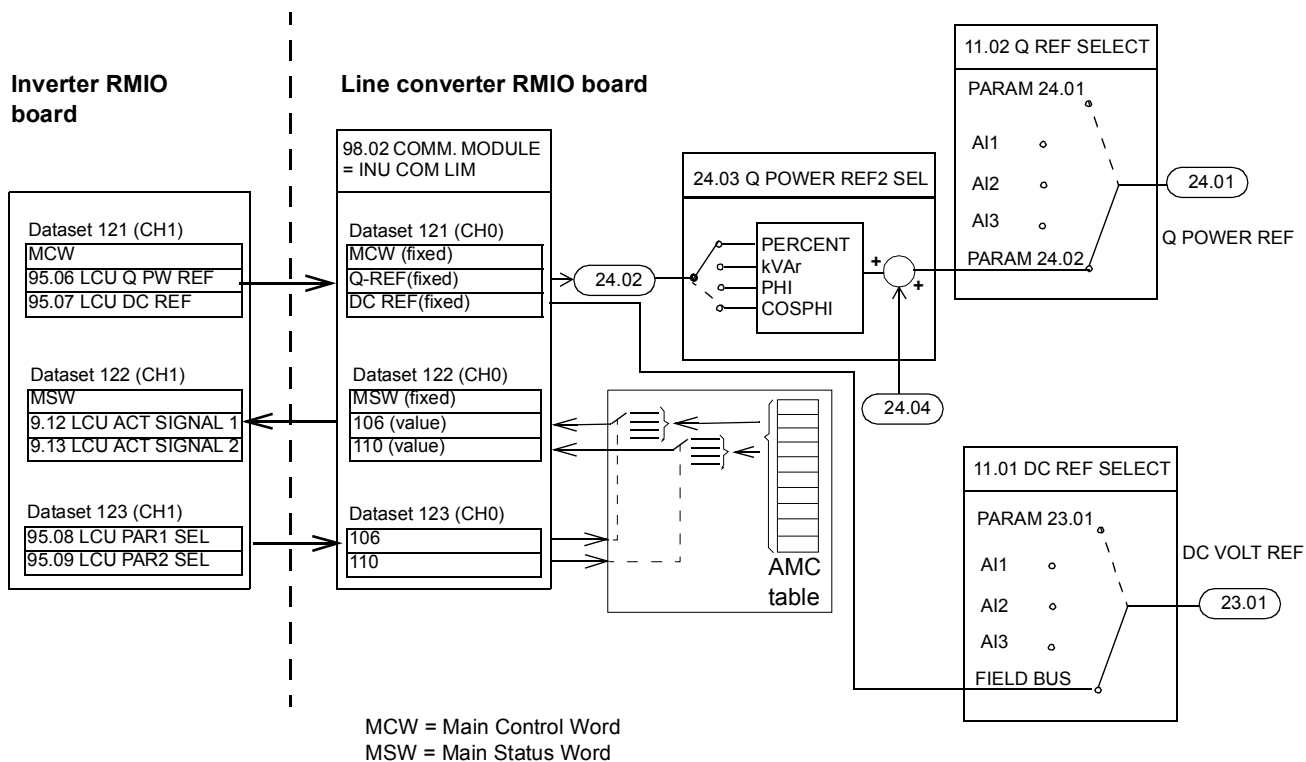 Inverter RMIO
board
Line converter RMIO board
Dataset 121 (CH1)
MCW
95.06 LCU Q PW REF
95.07 LCU DC REF
Dataset 122 (CH1)
MSW
9.12 LCU ACT SIGNAL 1
9.13 LCU ACT SIGNAL 2
Dataset 123 (CH1)
95.08 LCU PAR1 SEL
95.09 LCU PAR2 SEL
98.02 COMM. MODULE
= INU COM LIM
Dataset 121 (CH0)
MCW (fixed)
Q-REF(fixed)
DC REF(fixed)
Dataset 122 (CH0)
MSW (fixed)
106 (value)
110 (value)
Dataset 123 (CH0)
106
110
24.02
24.03 Q POWER REF2 SEL
PERCENT
kVAr
PHI
COSPHI
+
+
24.04
AMC
table
11.02 Q REF SELECT
PARAM 24.01
AI1
AI2
AI3
PARAM 24.02
24.01
Q POWER REF
11.01 DC REF SELECT
PARAM 23.01
AI1
AI2
AI3
FIELD BUS
DC VOLT REF
23.01
MCW = Main Control Word
MSW = Main Status Word